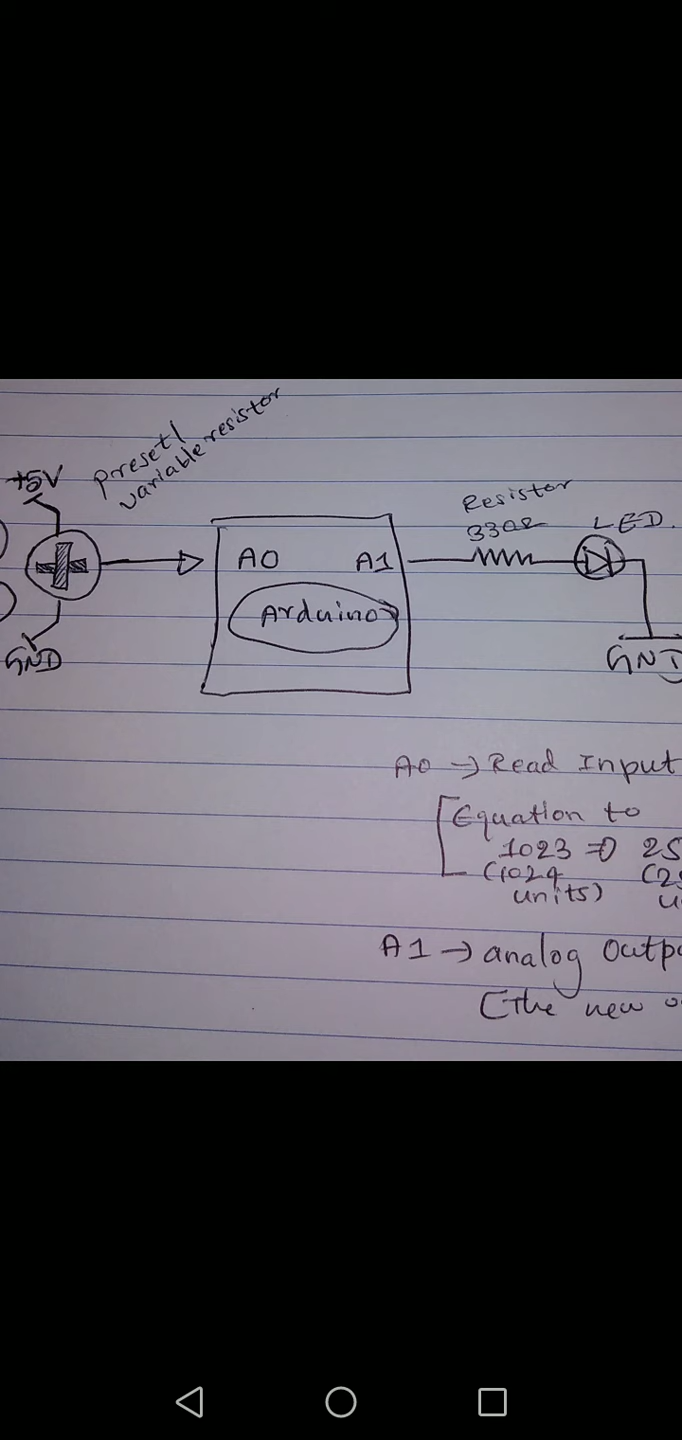 preset/
variable resistor
+5V
Resistor
330Ω
LED.
A0
A1
Arduino
GND
GND
A0 → Read Input
Equation to
1023 ⇒ 25
(1024
units)
(25
u
A1 → analog Outp
(The new o